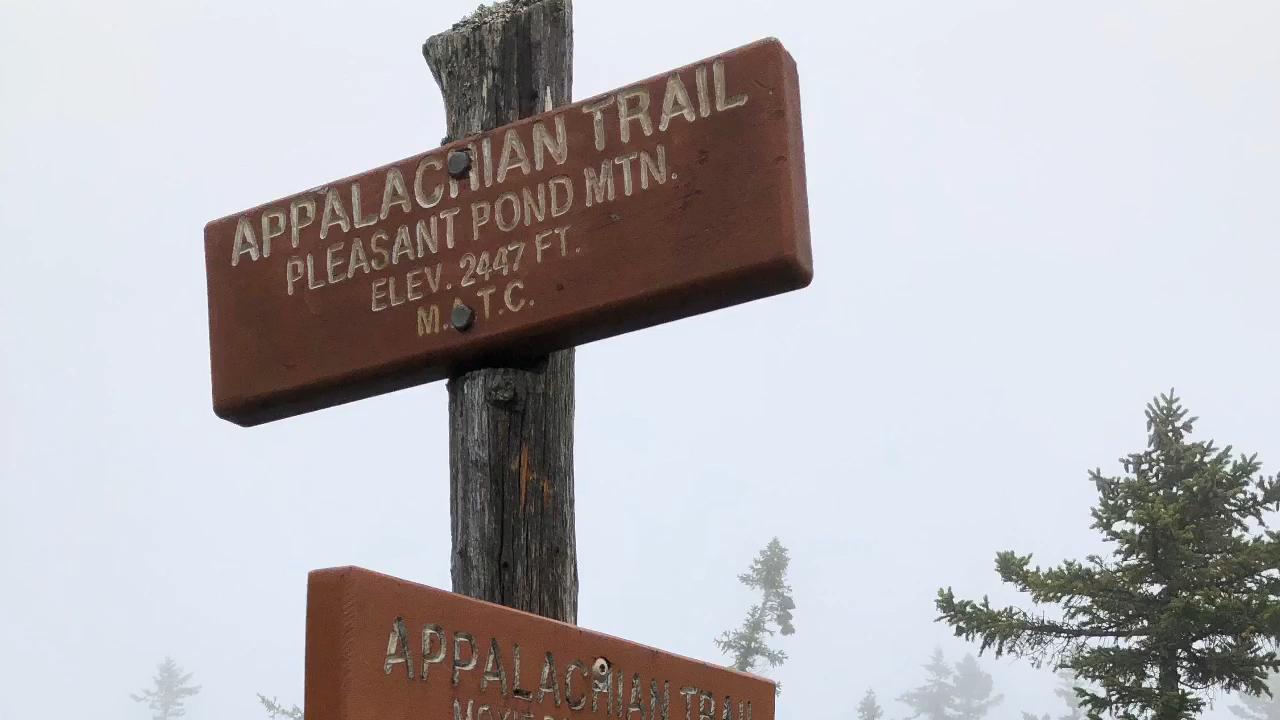 APPALACHIAN TRAIL
PLEASANT POND MTN.
ELEV. 2447 FT.
M.A.T.C.
APPALACHIAN TRAIL